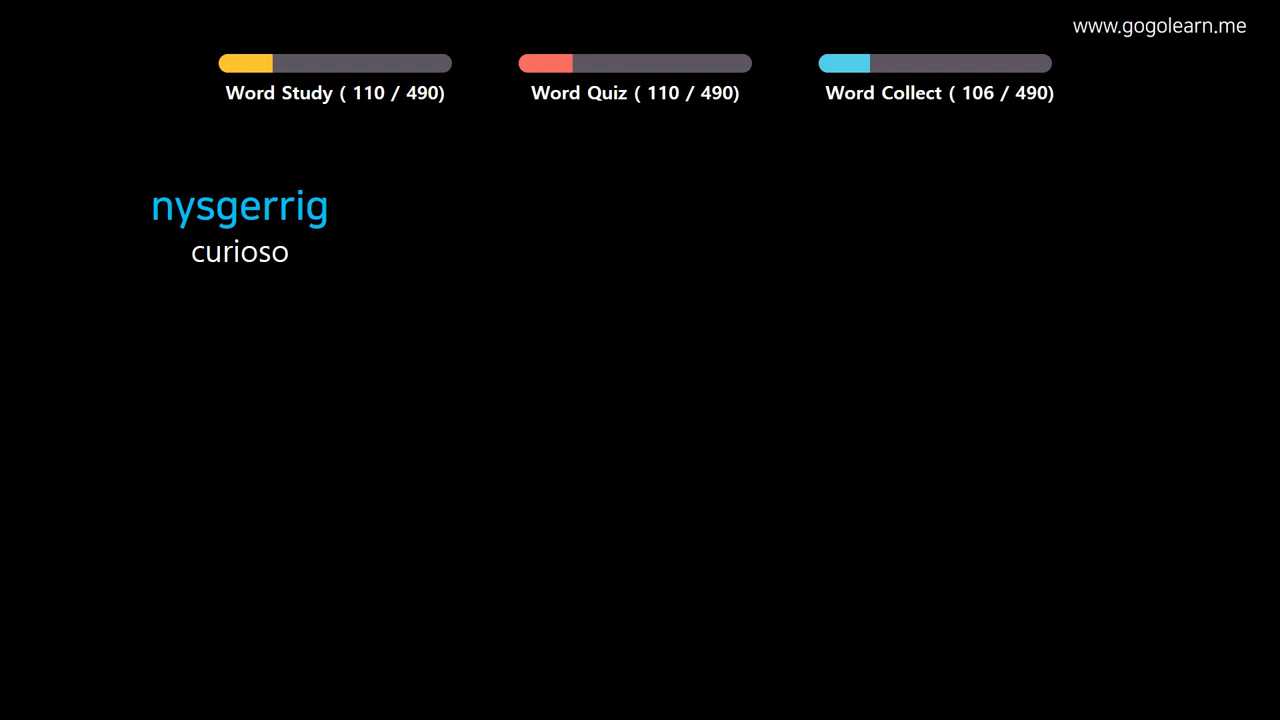 www.gogolearn.me
Word Study ( 110 / 490)
Word Quiz ( 110 / 490)
Word Collect ( 106 / 490)
nysgerrig
curioso